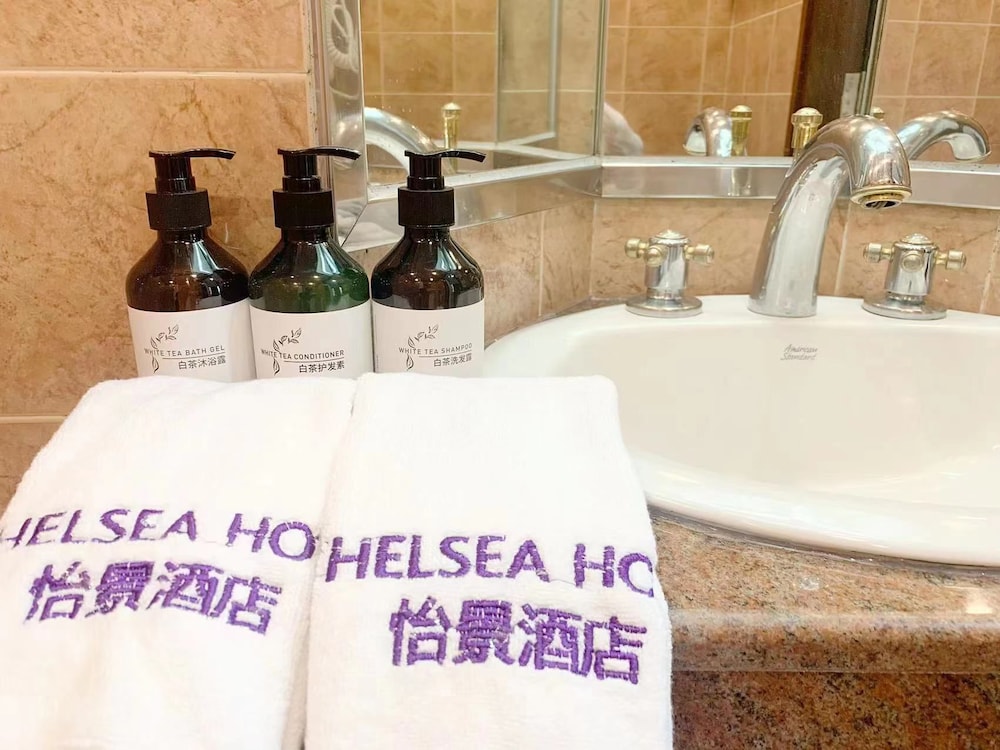 WHITE TEA BATH GEL
白茶沐浴露
WHITE TEA CONDITIONER
白茶护发素
WHITE TEA SHAMPOO
白茶洗发露
American
Standard
HELSEA HO
怡景酒店
HELSEA HO
怡景酒店